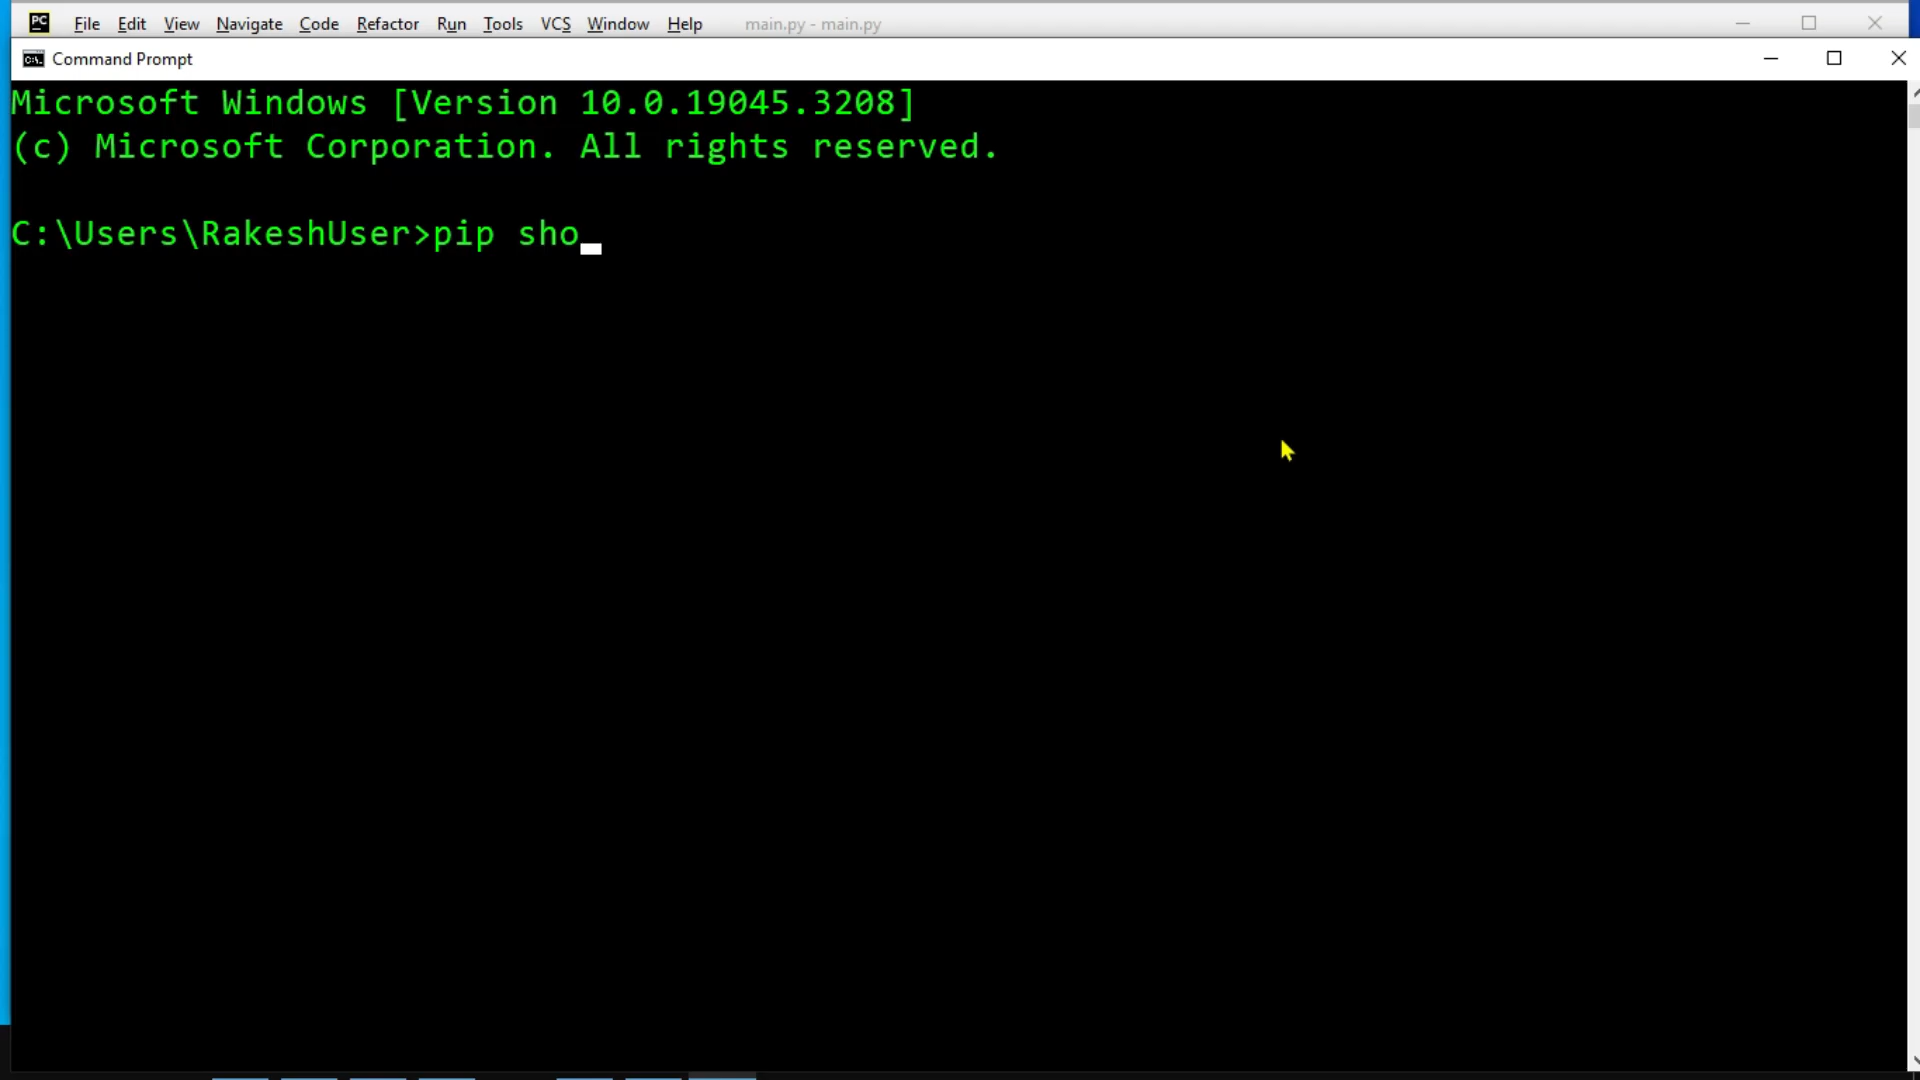 PC File Edit View Navigate Code Refactor Run Tools VCS Window Help main.py - main.py
C:\. Command Prompt
Microsoft Windows [Version 10.0.19045.3208]
(c) Microsoft Corporation. All rights reserved.
C:\Users\RakeshUser>pip sho